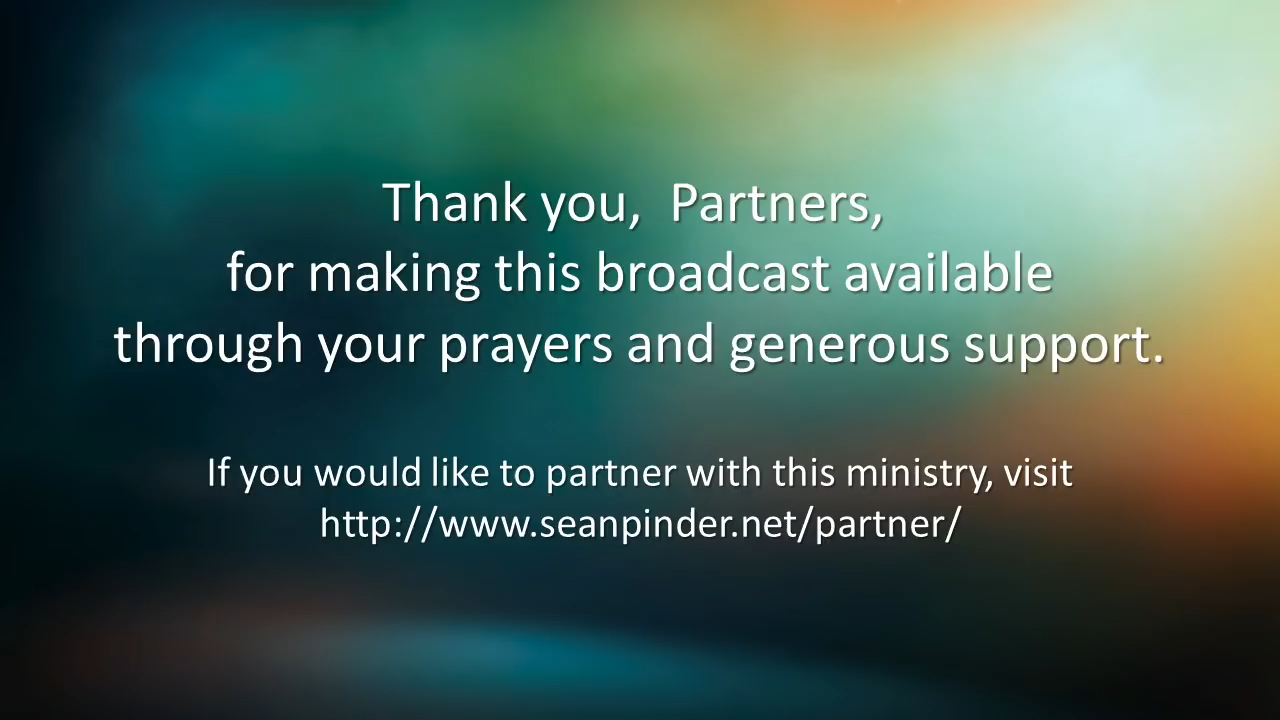 Thank you,  Partners,
for making this broadcast available
through your prayers and generous support.
If you would like to partner with this ministry, visit
http://www.seanpinder.net/partner/